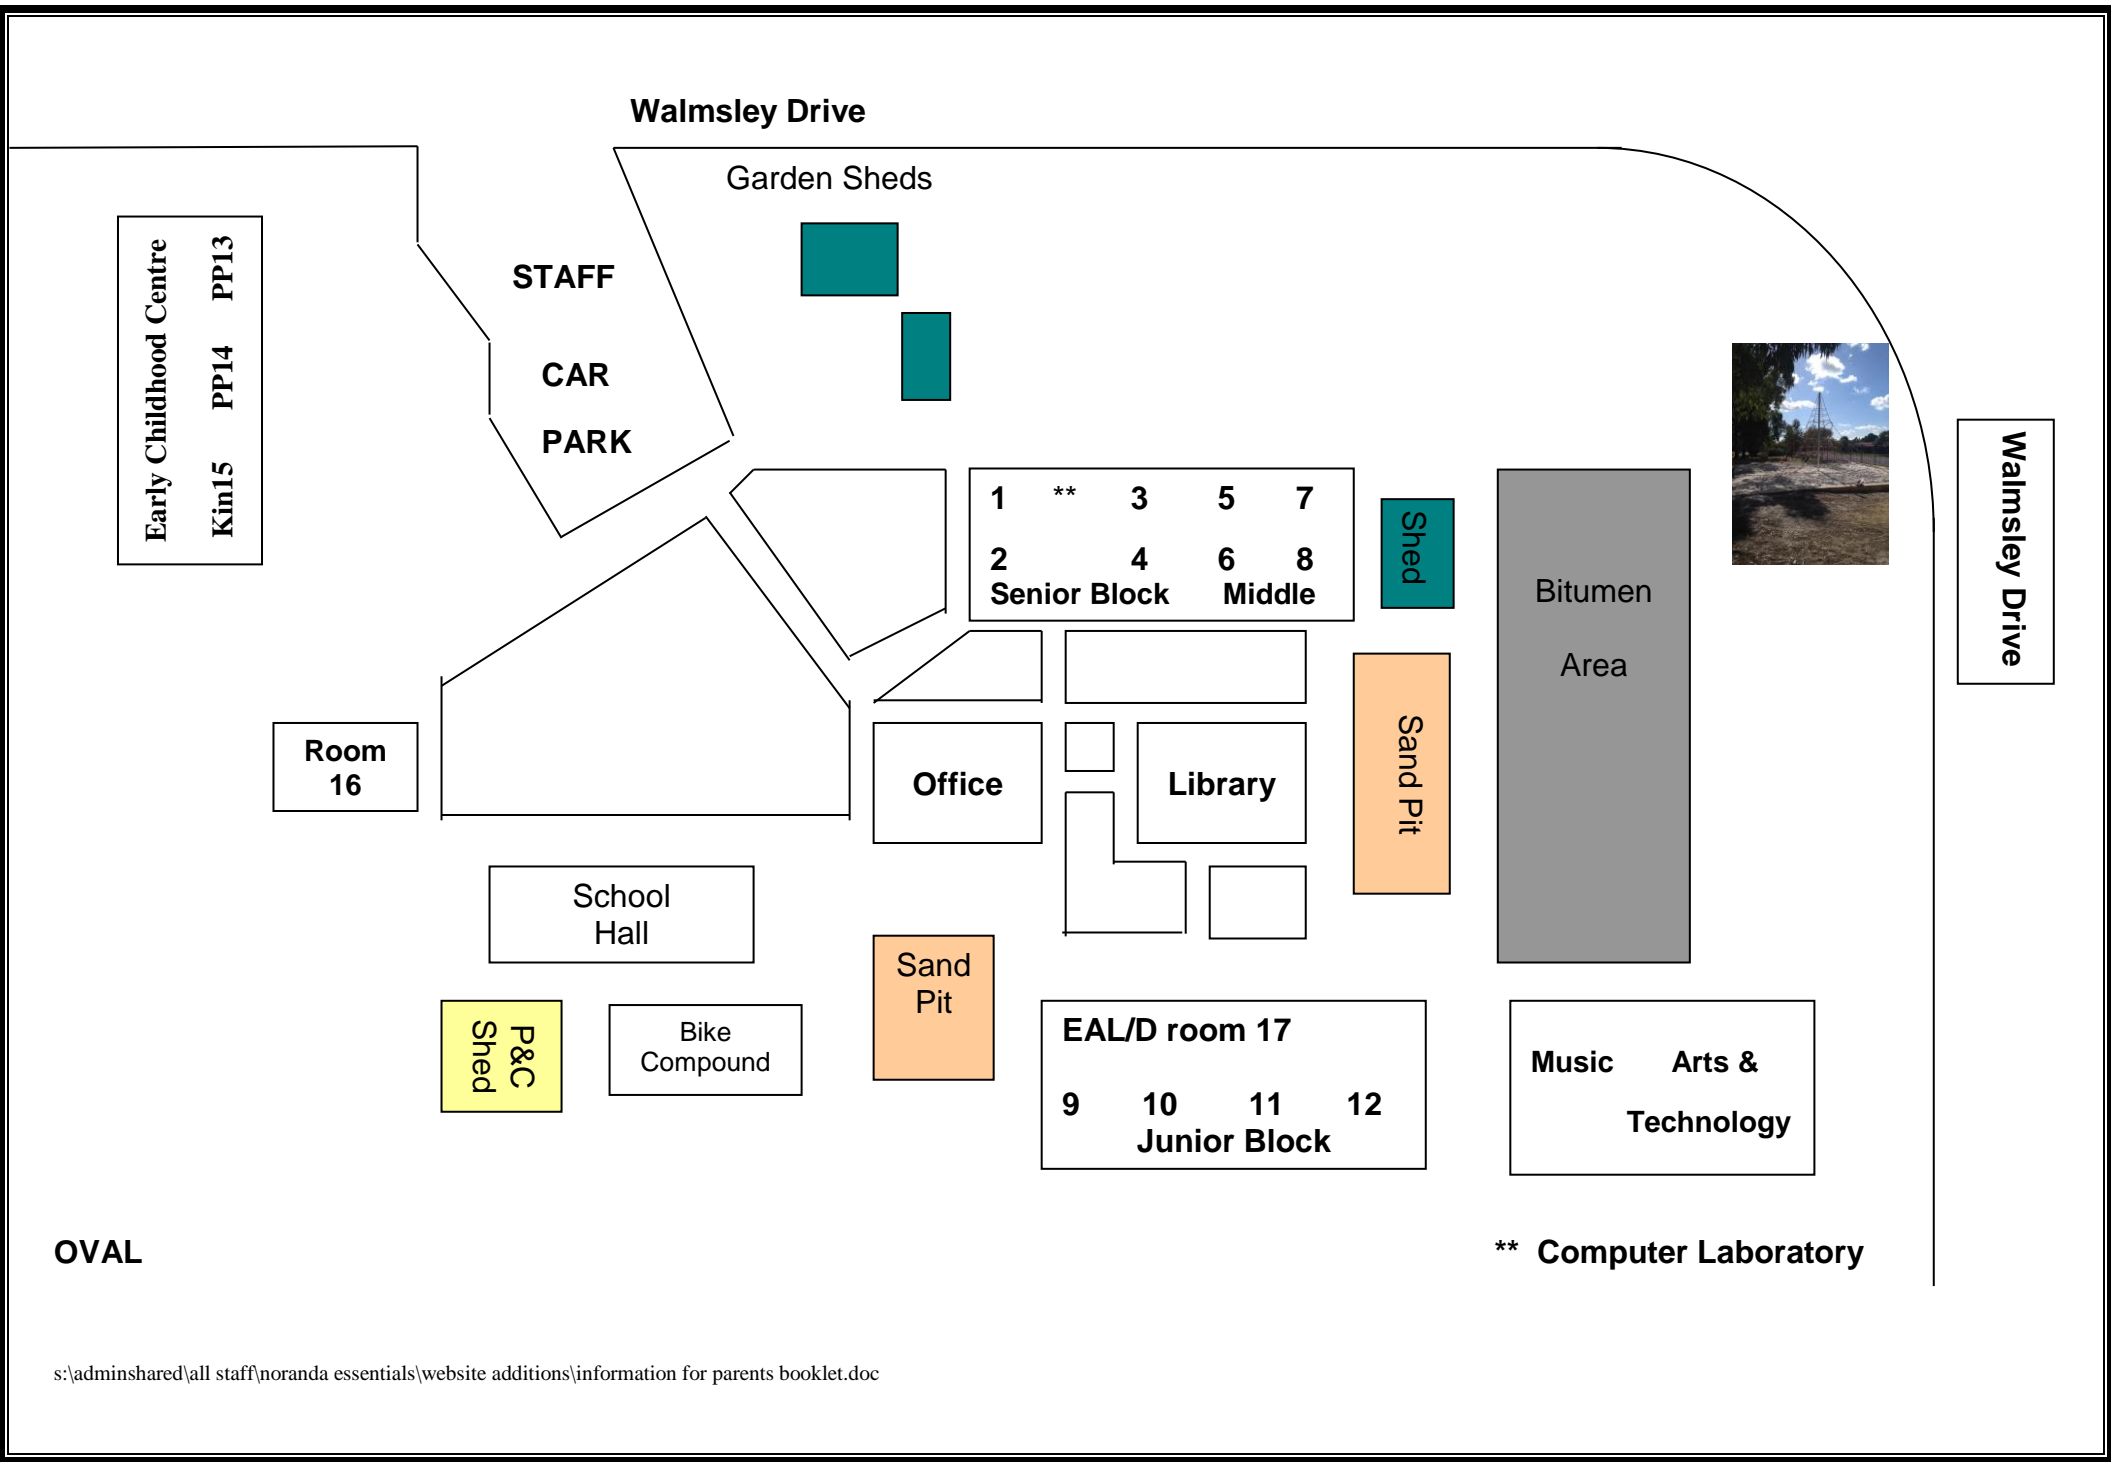 Walmsley Drive
Garden Sheds
Early Childhood Centre
Kin15 PP14 PP13
STAFF
CAR
PARK
1 ** 3 5 7
2 4 6 8
Senior Block Middle
Shed
Bitumen
Area
Walmsley Drive
Room
16
Office
Library
Sand Pit
School
Hall
Sand
Pit
P&C
Shed
Bike
Compound
EAL/D room 17
9 10 11 12
Junior Block
Music Arts &
Technology
OVAL
** Computer Laboratory
s:\adminshared\all staff\noranda essentials\website additions\information for parents booklet.doc